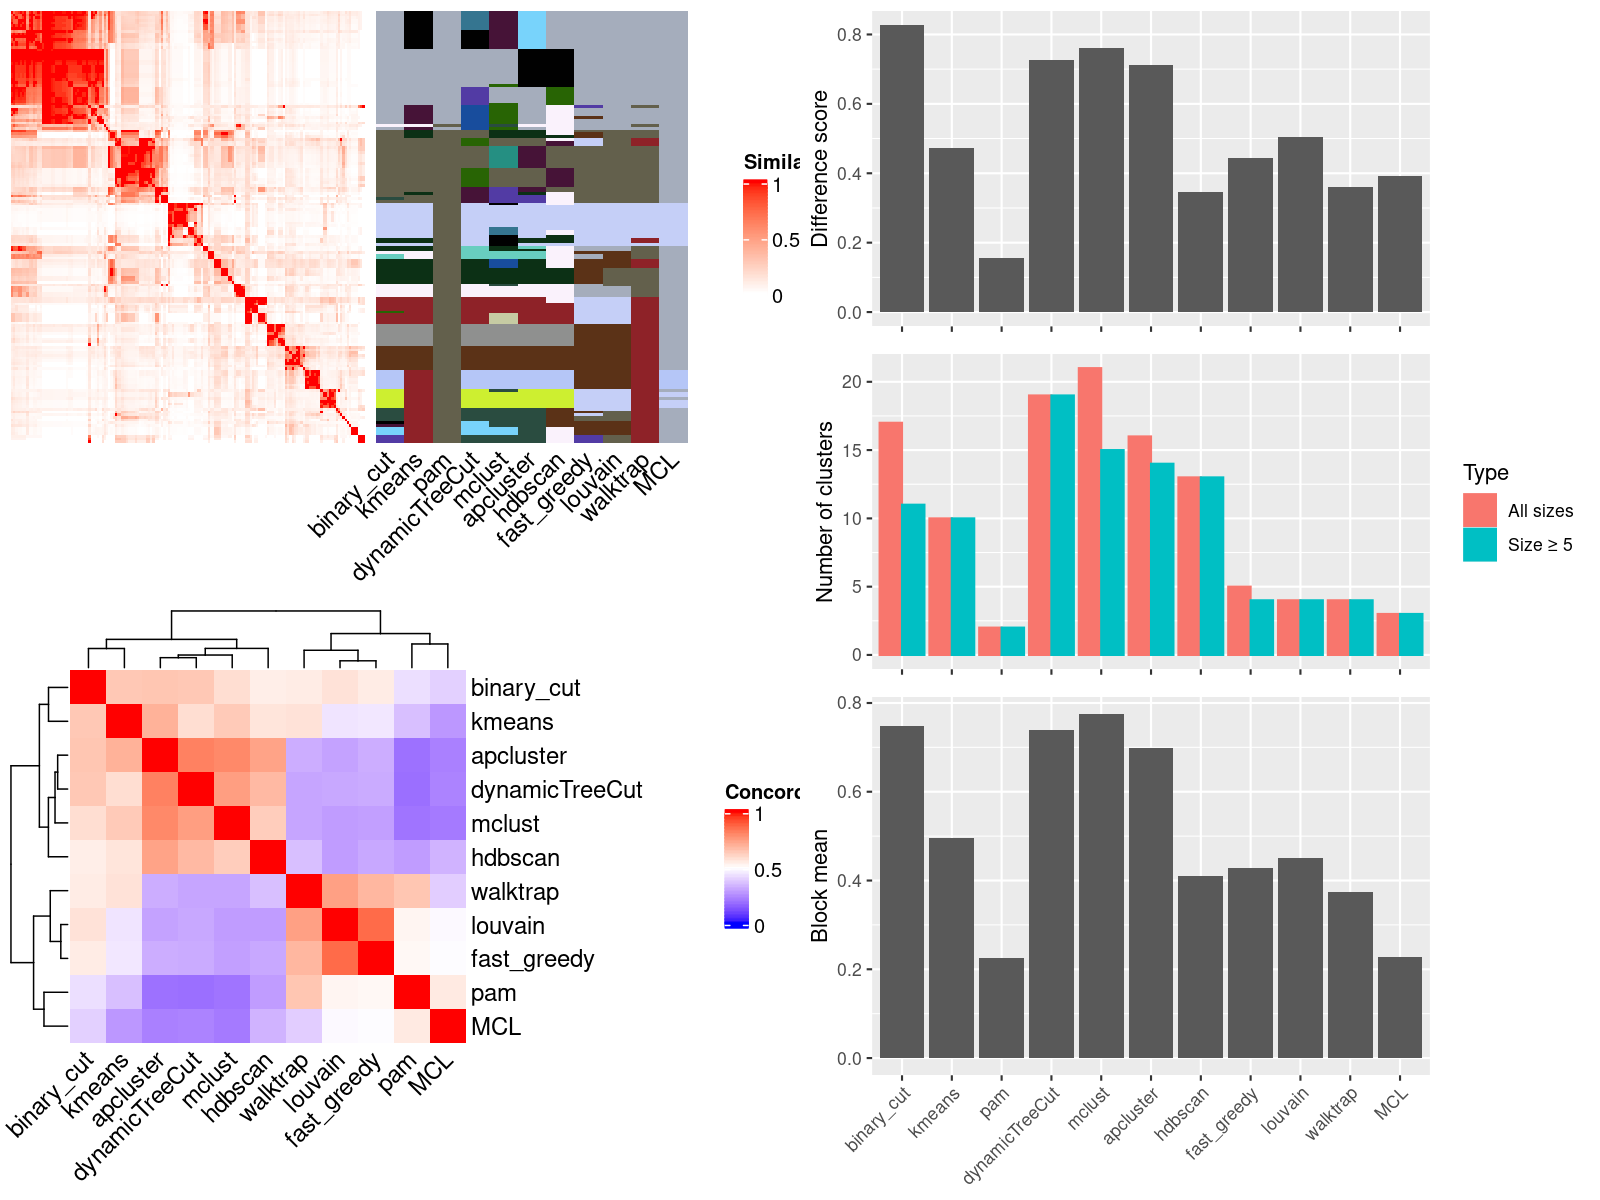 Simila
1
0.5
0
binary_cut
kmeans
pam
dynamicTreeCut
mclust
apcluster
hdbscan
fast_greedy
louvain
walktrap
MCL
binary_cut
kmeans
apcluster
dynamicTreeCut
mclust
hdbscan
walktrap
louvain
fast_greedy
pam
MCL
binary_cut
kmeans
apcluster
dynamicTreeCut
mclust
hdbscan
walktrap
louvain
fast_greedy
pam
MCL
Concord
1
0.5
0
Difference score
0.8
0.6
0.4
0.2
0.0
Number of clusters
20
15
10
5
0
Type
All sizes
Size ≥ 5
Block mean
0.8
0.6
0.4
0.2
0.0
binary_cut
kmeans
pam
dynamicTreeCut
mclust
apcluster
hdbscan
fast_greedy
louvain
walktrap
MCL